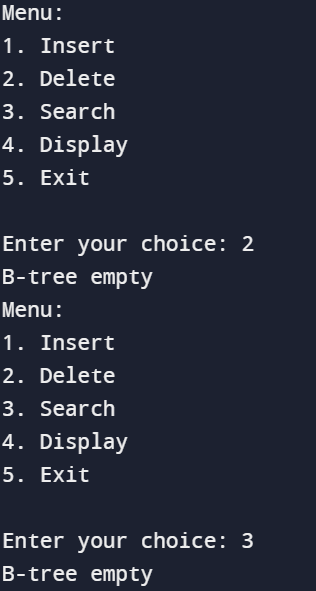 Menu:
1. Insert
2. Delete
3. Search
4. Display
5. Exit
Enter your choice: 2
B-tree empty
Menu:
1. Insert
2. Delete
3. Search
4. Display
5. Exit
Enter your choice: 3
B-tree empty